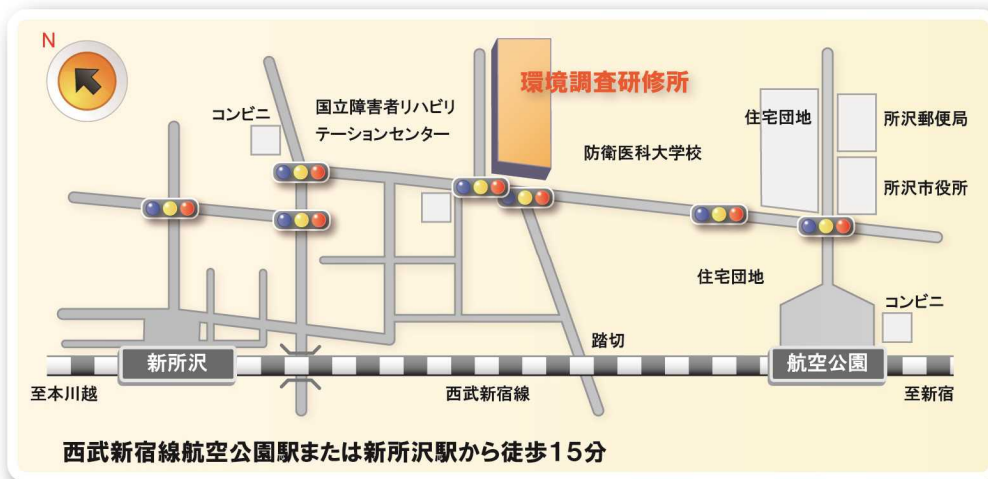 N
コンビニ
国立障害者リハビリ
テーションセンター
環境調査研修所
防衛医科大学校
住宅団地
所沢郵便局
所沢市役所
住宅団地
コンビニ
踏切
新所沢
航空公園
至本川越
西武新宿線
至新宿
西武新宿線航空公園駅または新所沢駅から徒歩15分